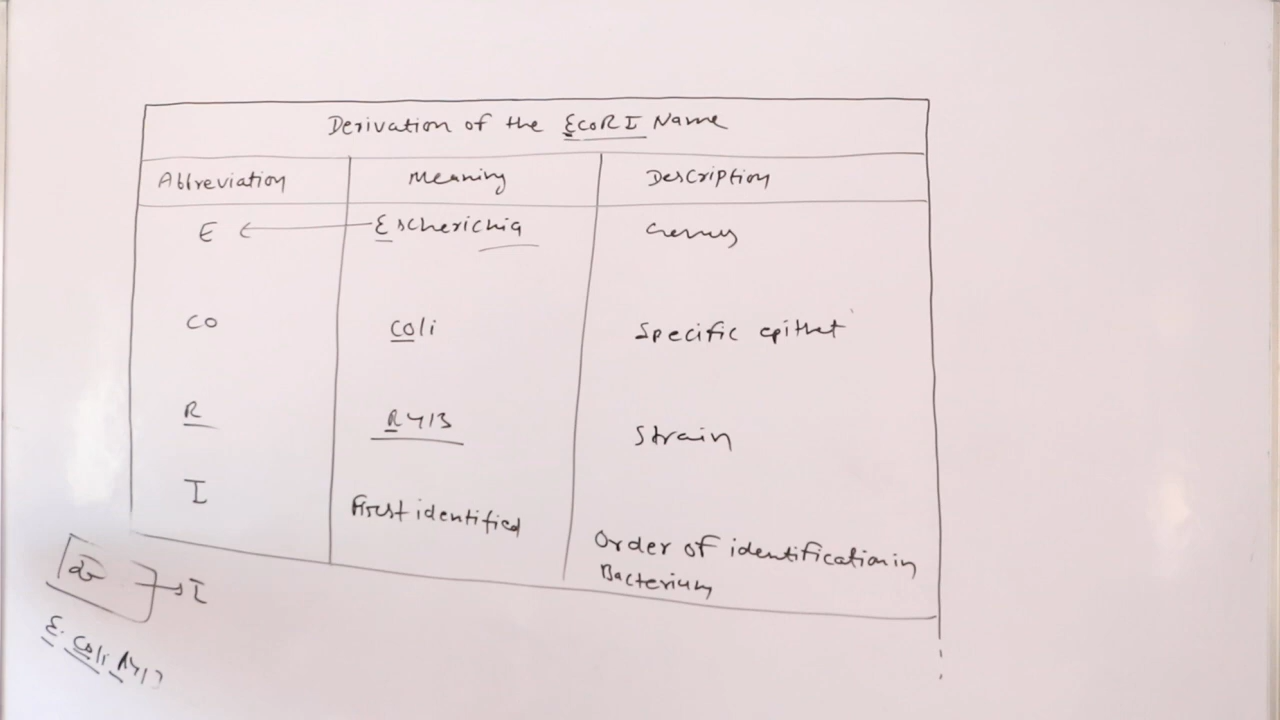 Derivation of the EcoRI Name
Abbreviation Meaning Description
E Escherichia Genus
CO coli Specific epithet
R RY13 Strain
I First identified Order of identification in
Bacterium
I
E. coli RY13